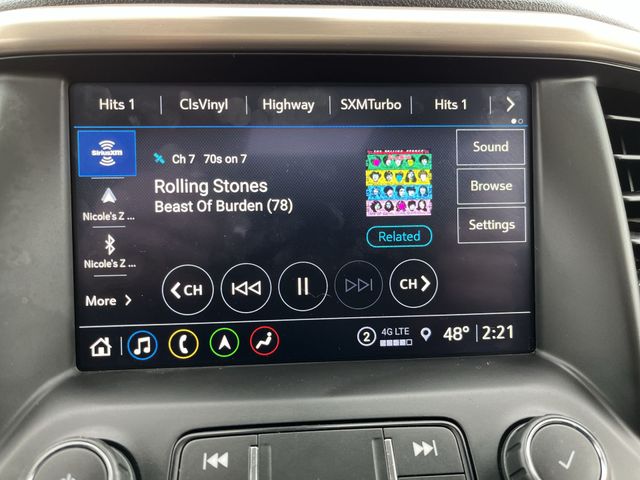 Hits 1 ClsVinyl Highway SXMTurbo Hits 1
SiriusXM
Ch 7 70s on 7
Rolling Stones
Beast Of Burden (78)
Related
Sound
Browse
Settings
Nicole's Z ...
Nicole's Z ...
More
CH
CH
2 4G LTE 48° 2:21